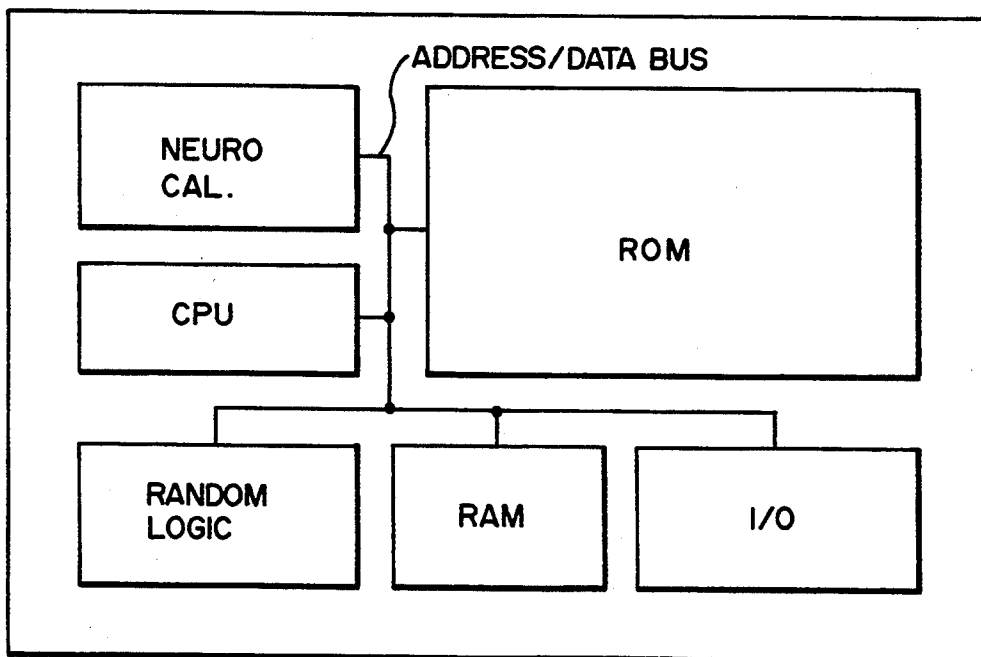 ADDRESS/DATA BUS
NEURO
CAL.
ROM
CPU
RANDOM
LOGIC
RAM
I/O